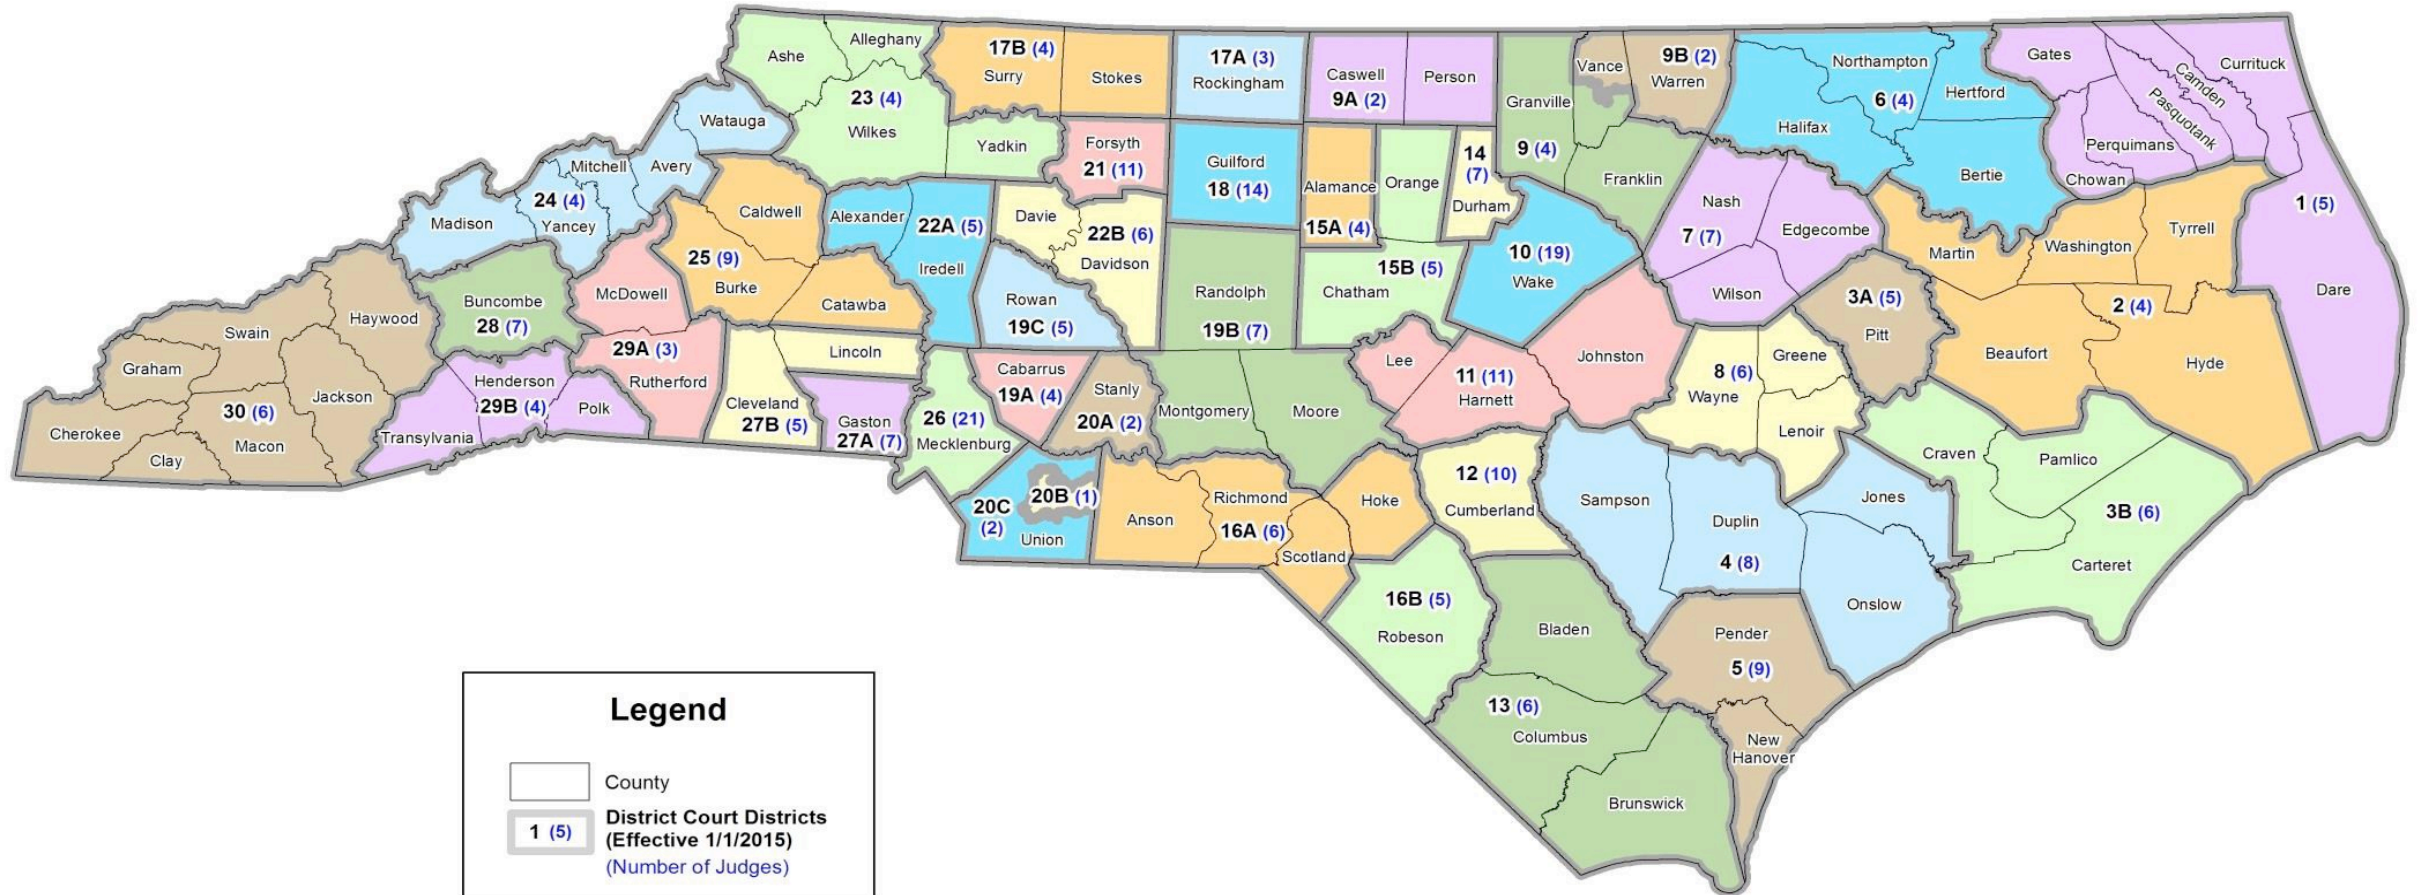 Ashe
Alleghany
23 (4)
Wilkes
Yadkin
17B (4)
Surry
Stokes
17A (3)
Rockingham
Caswell
9A (2)
Person
Granville
9 (4)
Vance
Franklin
9B (2)
Warren
Northampton
6 (4)
Halifax
Hertford
Bertie
Gates
Camden
Currituck
Pasquotank
Perquimans
Chowan
1 (5)
Dare
Watauga
Mitchell
Avery
24 (4)
Yancey
Madison
Caldwell
25 (9)
Burke
Catawba
Alexander
22A (5)
Iredell
Forsyth
21 (11)
Davie
22B (6)
Davidson
Rowan
19C (5)
Guilford
18 (14)
Randolph
19B (7)
Alamance
15A (4)
Orange
15B (5)
Chatham
14
(7)
Durham
10 (19)
Wake
Nash
7 (7)
Edgecombe
Wilson
Martin
Washington
Tyrrell
2 (4)
Beaufort
Hyde
3A (5)
Pitt
Haywood
Swain
Graham
Jackson
30 (6)
Macon
Cherokee
Clay
Buncombe
28 (7)
McDowell
29A (3)
Rutherford
Henderson
29B (4)
Polk
Transylvania
Lincoln
Cleveland
27B (5)
Gaston
27A (7)
26 (21)
Mecklenburg
Cabarrus
19A (4)
Stanly
20A (2)
Montgomery
Moore
Lee
11 (11)
Harnett
Johnston
8 (6)
Wayne
Greene
Lenoir
Craven
Pamlico
3B (6)
Carteret
20C
(2)
20B (1)
Union
Anson
Richmond
16A (6)
Scotland
Hoke
12 (10)
Cumberland
Sampson
Duplin
4 (8)
Jones
Onslow
16B (5)
Robeson
Bladen
13 (6)
Columbus
Brunswick
Pender
5 (9)
New
Hanover
Legend
County
1 (5)
District Court Districts
(Effective 1/1/2015)
(Number of Judges)